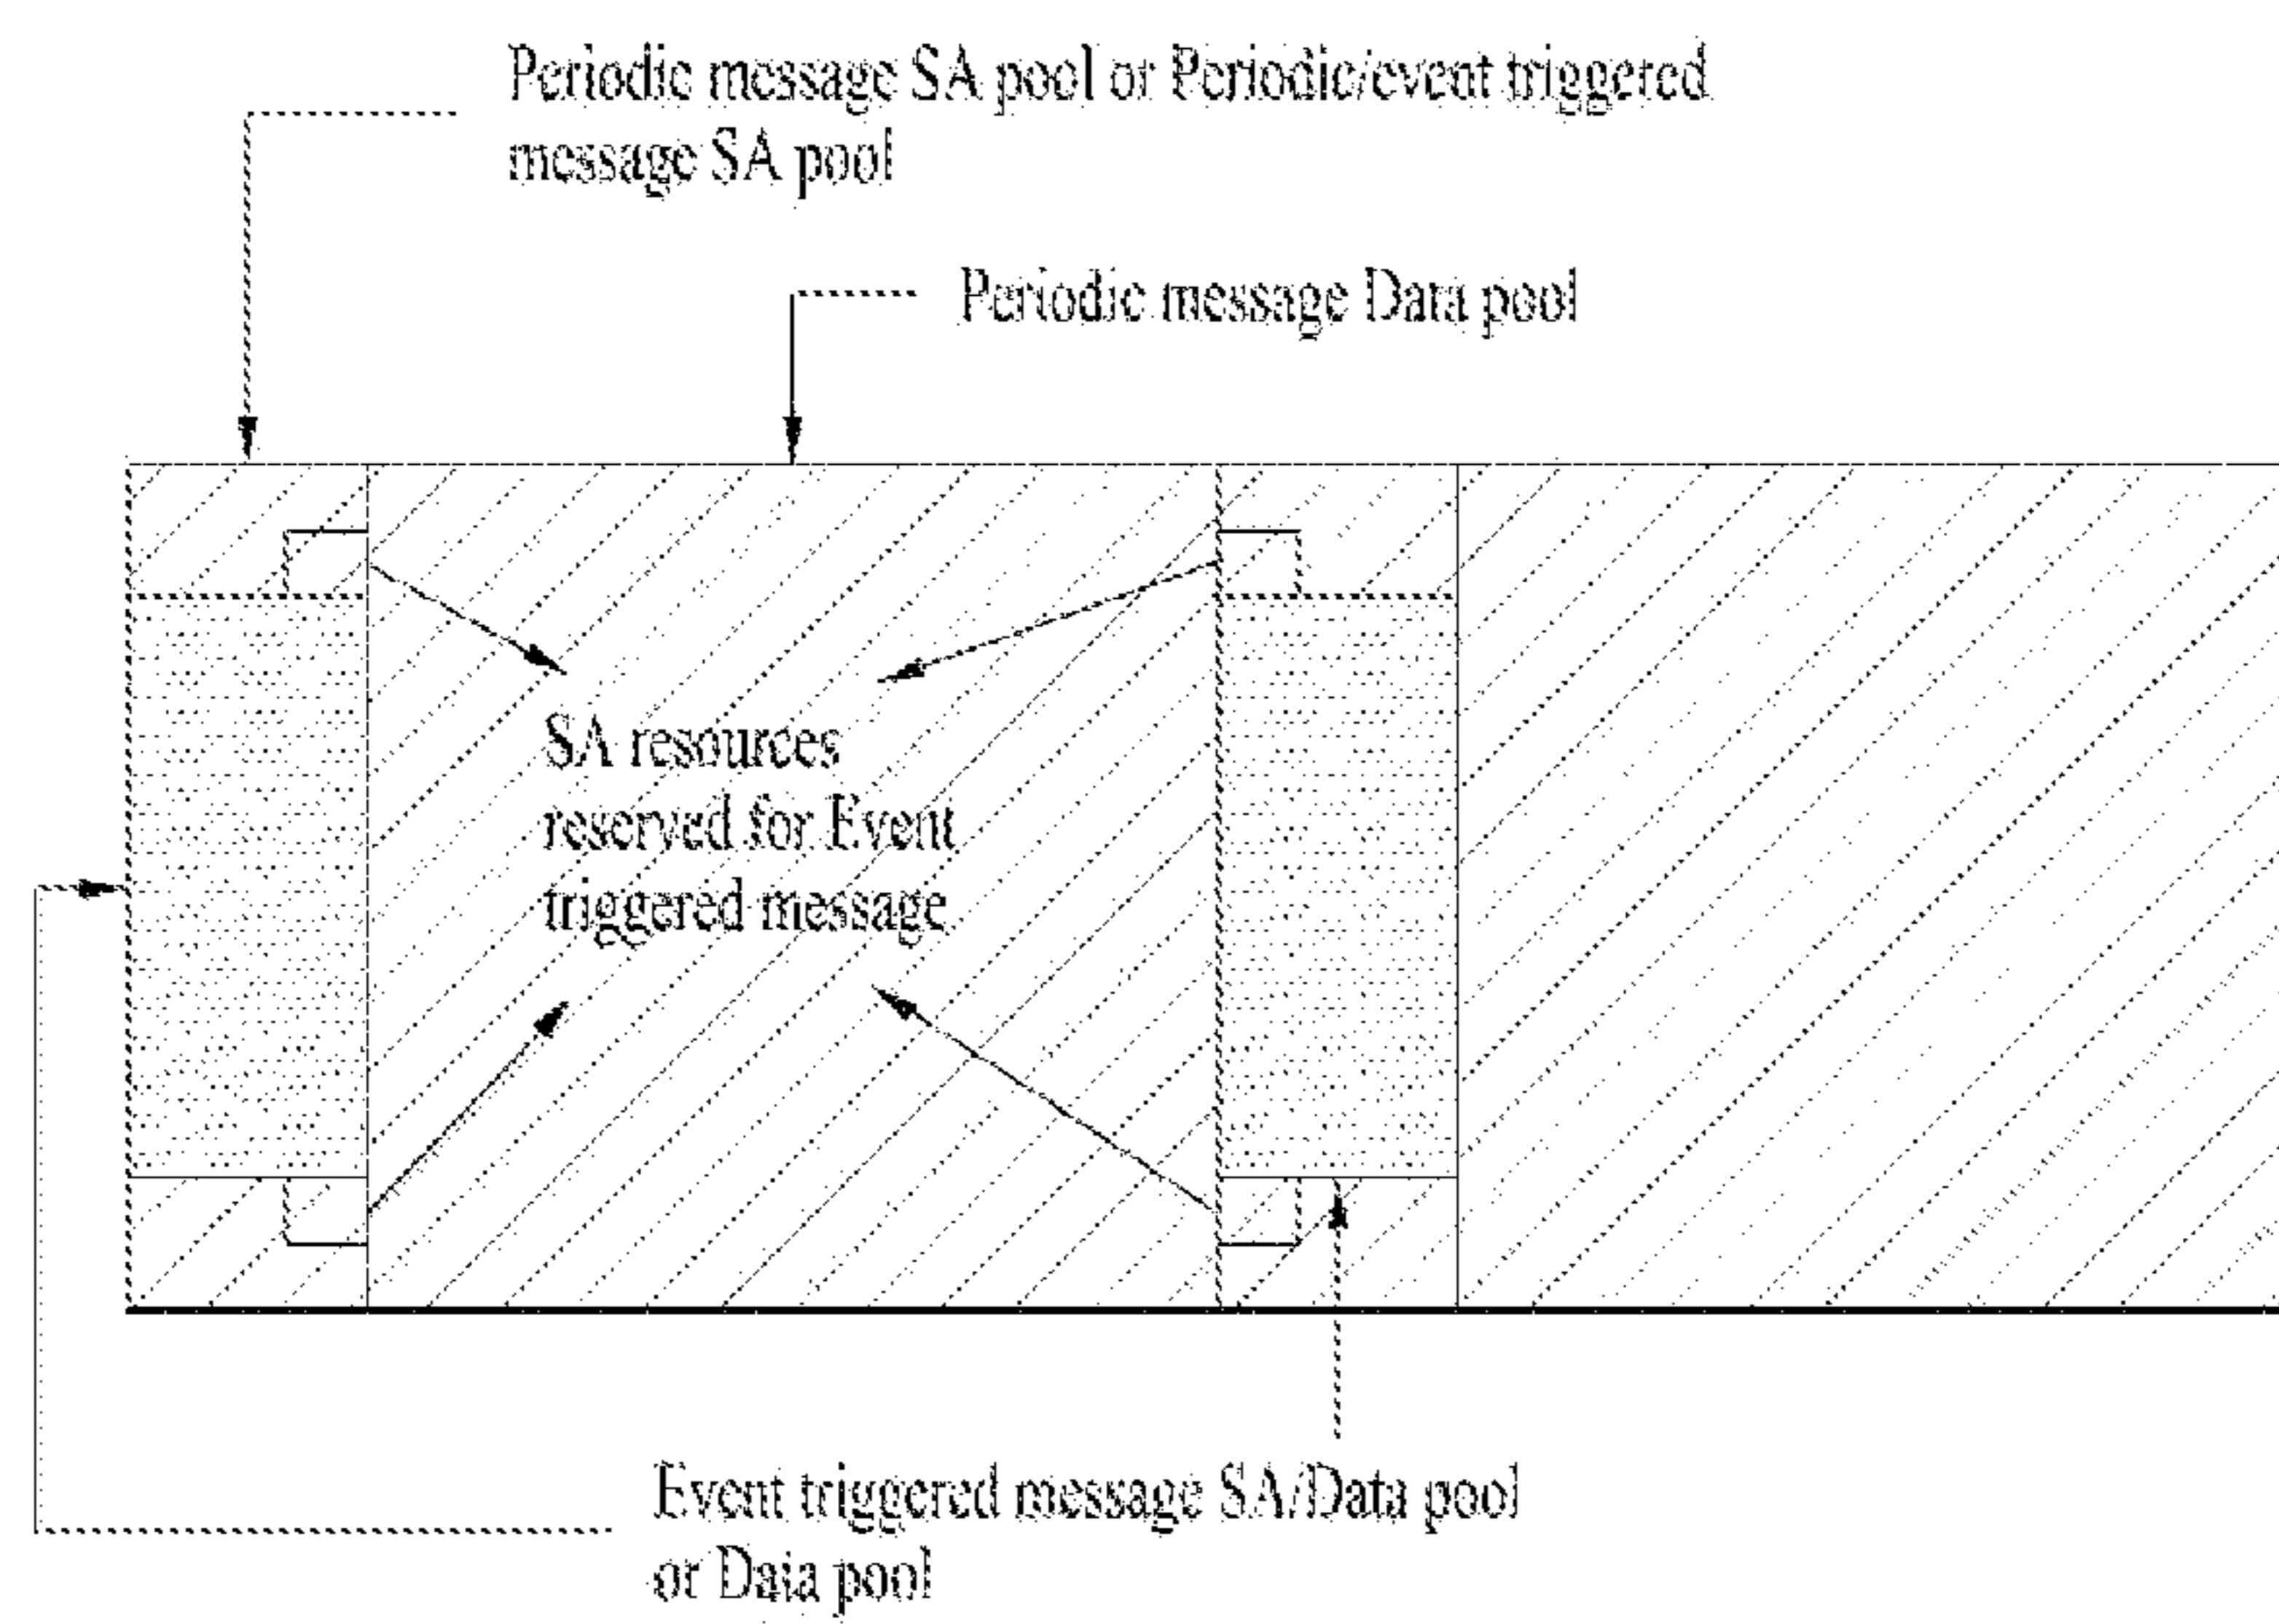 Periodic message SA pool or Periodic/event triggered
message SA pool
Periodic message Data pool
SA resources
reserved for Event
triggered message
Event triggered message SA/Data pool
or Data pool